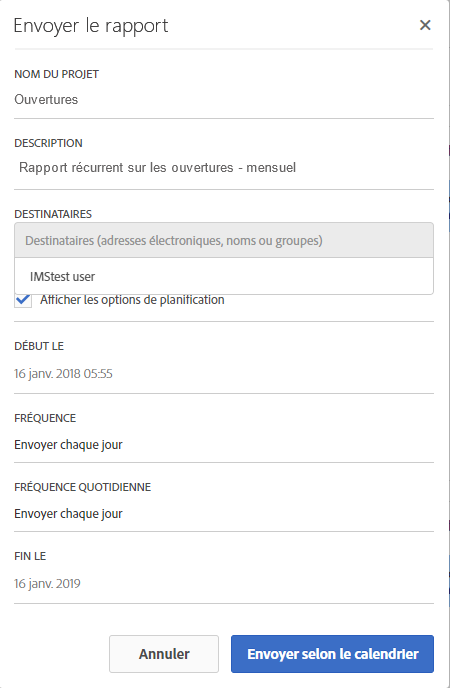 Envoyer le rapport
NOM DU PROJET
Ouvertures
DESCRIPTION
Rapport récurrent sur les ouvertures - mensuel
DESTINATAIRES
Destinataires (adresses électroniques, noms ou groupes)
IMStest user
Afficher les options de planification
DÉBUT LE
16 janv. 2018 05:55
FRÉQUENCE
Envoyer chaque jour
FRÉQUENCE QUOTIDIENNE
Envoyer chaque jour
FIN LE
16 janv. 2019
Annuler
Envoyer selon le calendrier